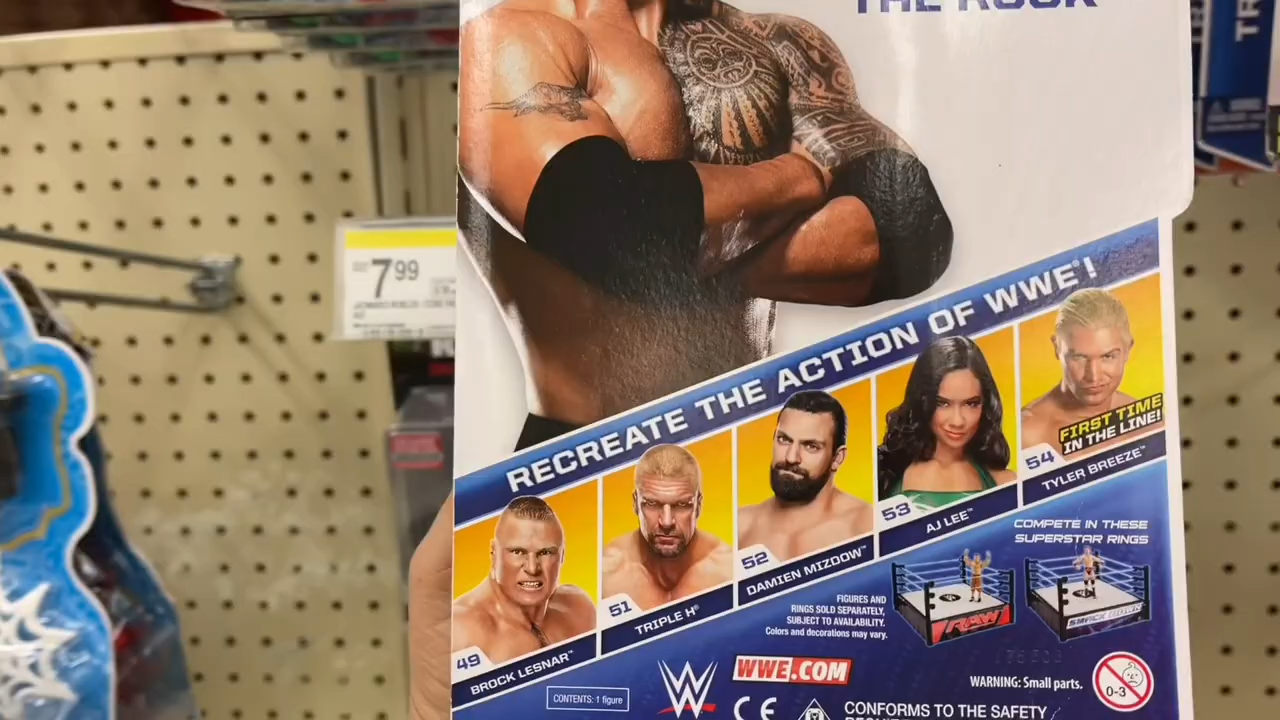 THE ROCK
TR
7 99
RECREATE THE ACTION OF WWE®!
FIRST TIME
IN THE LINE!
49
BROCK LESNAR™
51
TRIPLE H®
52
DAMIEN MIZDOW™
53
AJ LEE™
54
TYLER BREEZE™
COMPETE IN THESE
SUPERSTAR RINGS
RAW
SMACKDOWN
FIGURES AND
RINGS SOLD SEPARATELY,
SUBJECT TO AVAILABILITY.
Colors and decorations may vary.
CONTENTS: 1 figure
W
WWE.COM
CE
WARNING: Small parts.
0-3
CONFORMS TO THE SAFETY